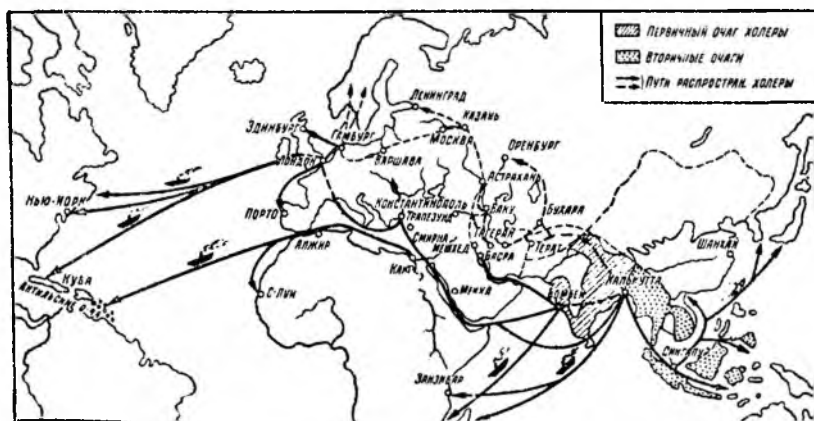 Первичный очаг холеры
Вторичные очаги
Пути распростран. холеры
Ленинград
Казань
Эдинбург
Гамбург
Москва
Оренбург
Лондон
Варшава
Астрахань
Нью-Йорк
Константинополь
Баку
Бухара
Порто
Трапезунд
Тегеран
Герат
Шанхай
Смирна
Мешхед
Алжир
Басра
Куба
Каир
Калькутта
Антильские о-ва
Мекка
Бомбей
С-Луи
Сингапур
Занзибар